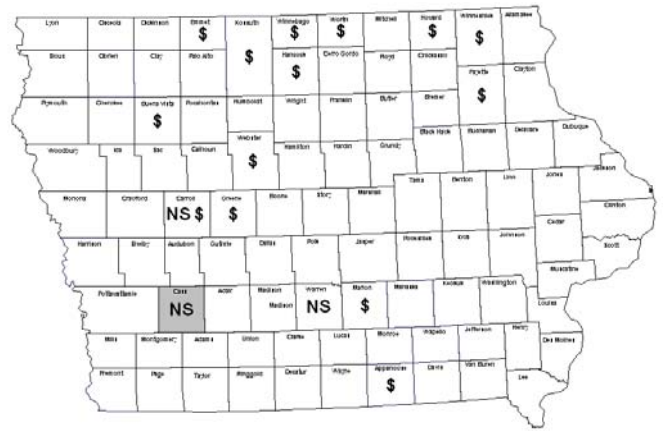 Lyon Osceola Dickinson Emmet Kossuth Winnebago Worth Mitchell Howard Winneshiek Allamakee
$ $ $ $ $
$
Sioux Obrien Clay Palo Alto Hancock Cerro Gordo Floyd Chickasaw
$
Fayette Clayton
$
Plymouth Cherokee Buena Vista Pocahontas Humboldt Wright Franklin Butler Bremer
$
Webster Black Hawk Buchanan Delaware Dubuque
Woodbury Ida Sac Calhoun Hamilton Hardin Grundy
$
Tama Benton Linn Jones Jackson
Monona Crawford Carroll Greene Boone Story Marshall
NS $ $
Clinton
Cedar
Harrison Shelby Audubon Guthrie Dallas Polk Jasper Poweshiek Iowa Johnson Scott
Muscatine
Pottawattamie Cass Adair Madison Warren Marion Mahaska Keokuk Washington
Madison
NS NS $
Louisa
Mills Montgomery Adams Union Clarke Lucas Monroe Wapello Jefferson Henry Des Moines
Fremont Page Taylor Ringgold Decatur Wayne Appanoose Davis Van Buren Lee
$